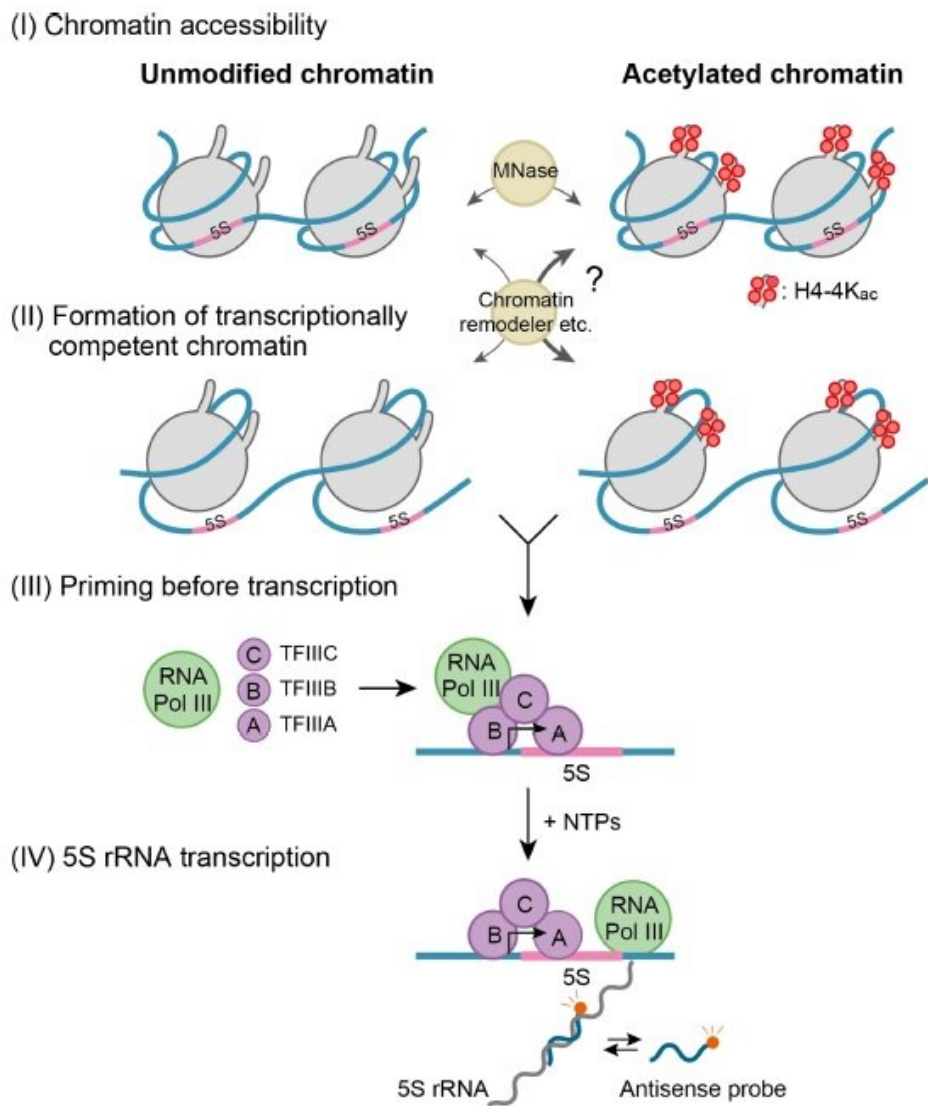 (I) Chromatin accessibility
Unmodified chromatin
Acetylated chromatin
MNase
5S
5S
5S
5S
?
: H4-4Kac
Chromatin
remodeler etc.
(II) Formation of transcriptionally
competent chromatin
5S
5S
5S
5S
(III) Priming before transcription
RNA
Pol III
C TFIIIC
B TFIIIB
A TFIIIA
RNA
Pol III
C
B
A
5S
+ NTPs
(IV) 5S rRNA transcription
C
B
A
RNA
Pol III
5S
5S rRNA
Antisense probe